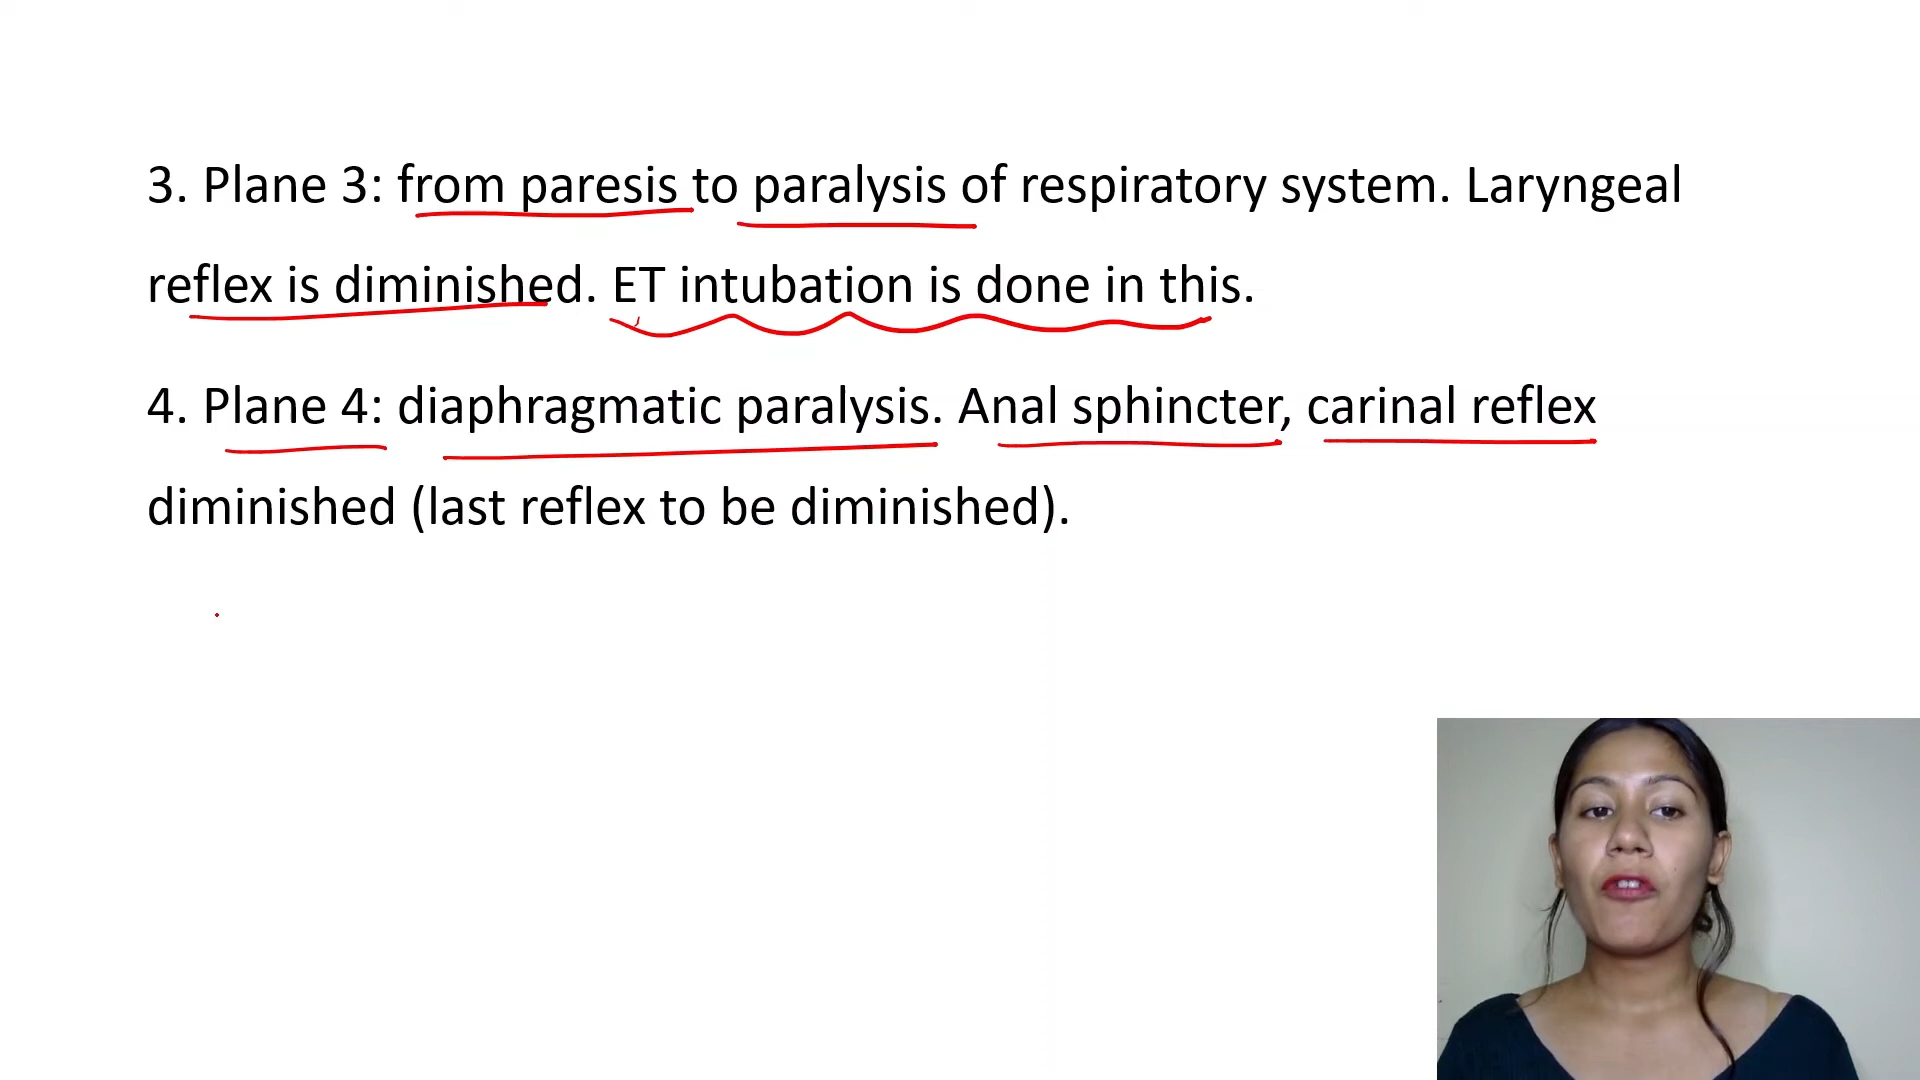 3. Plane 3: from paresis to paralysis of respiratory system. Laryngeal
reflex is diminished. ET intubation is done in this.
4. Plane 4: diaphragmatic paralysis. Anal sphincter, carinal reflex
diminished (last reflex to be diminished).